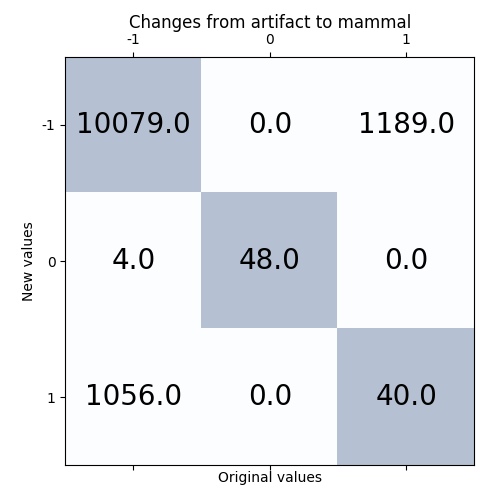 Changes from artifact to mammal
-1 0 1
-1 10079.0 0.0 1189.0
0 4.0 48.0 0.0
1 1056.0 0.0 40.0
New values
Original values